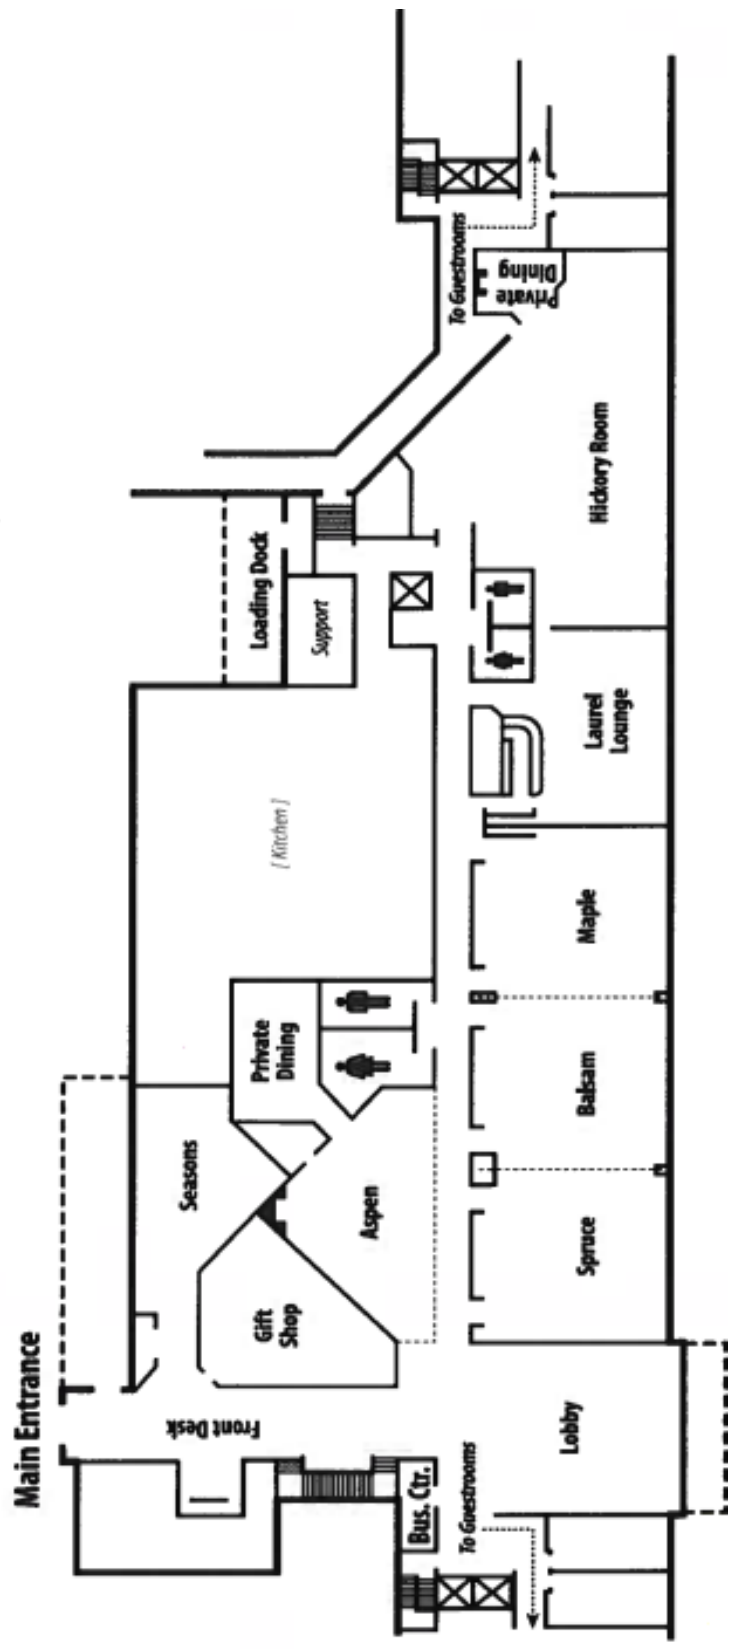 Main Entrance
Front Desk
Gift
Shop
Seasons
Private
Dining
Aspen
[ Kitchen ]
Loading Dock
Support
Bus. Ctr.
To Guestrooms
Lobby
Spruce
Balsam
Maple
Laurel
Lounge
Hickory Room
Private
Dining
To Guestrooms